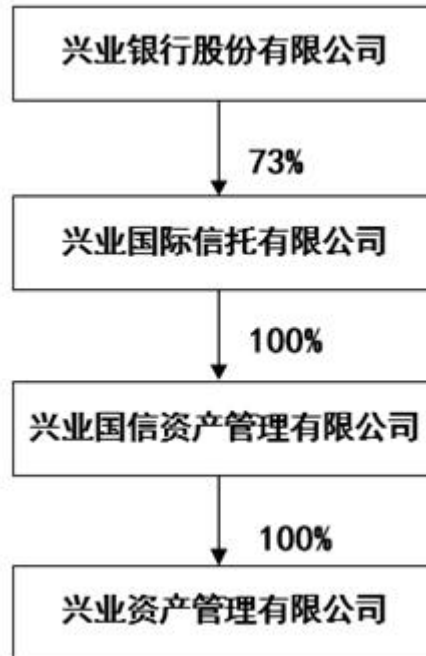 兴业银行股份有限公司
73%
兴业国际信托有限公司
100%
兴业国信资产管理有限公司
100%
兴业资产管理有限公司